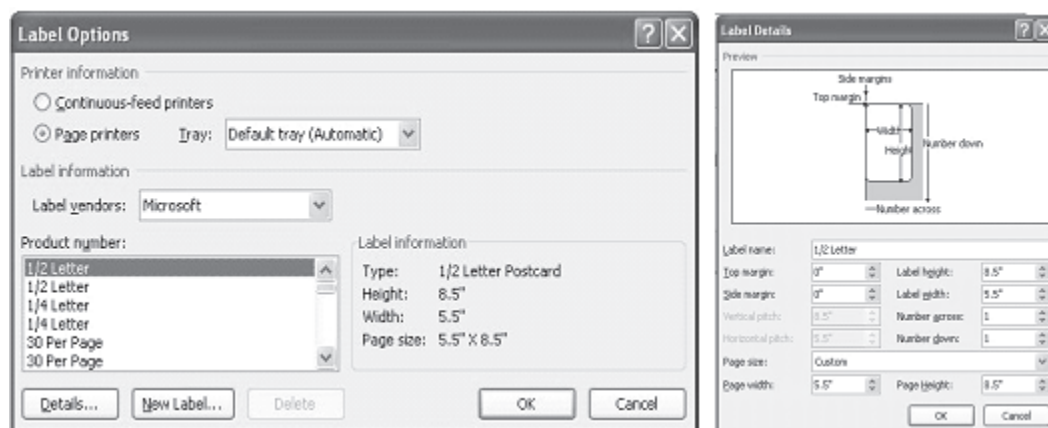 Label Options
Printer information
Continuous-feed printers
Page printers Tray: Default tray (Automatic)
Label information
Label vendors: Microsoft
Product number:
1/2 Letter
1/2 Letter
1/4 Letter
1/4 Letter
30 Per Page
30 Per Page
Label information
Type: 1/2 Letter Postcard
Height: 8.5"
Width: 5.5"
Page size: 5.5" X 8.5"
Details... New Label... Delete OK Cancel
Label Details
Preview
Side margins
Top margin
Width
Height
Number down
Number across
Label name: 1/2 Letter
Top margin: 0" Label height: 8.5"
Side margin: 0" Label width: 5.5"
Vertical pitch: 8.5" Number across: 1
Horizontal pitch: 5.5" Number down: 1
Page size: Custom
Page width: 5.5" Page Height: 8.5"
OK Cancel